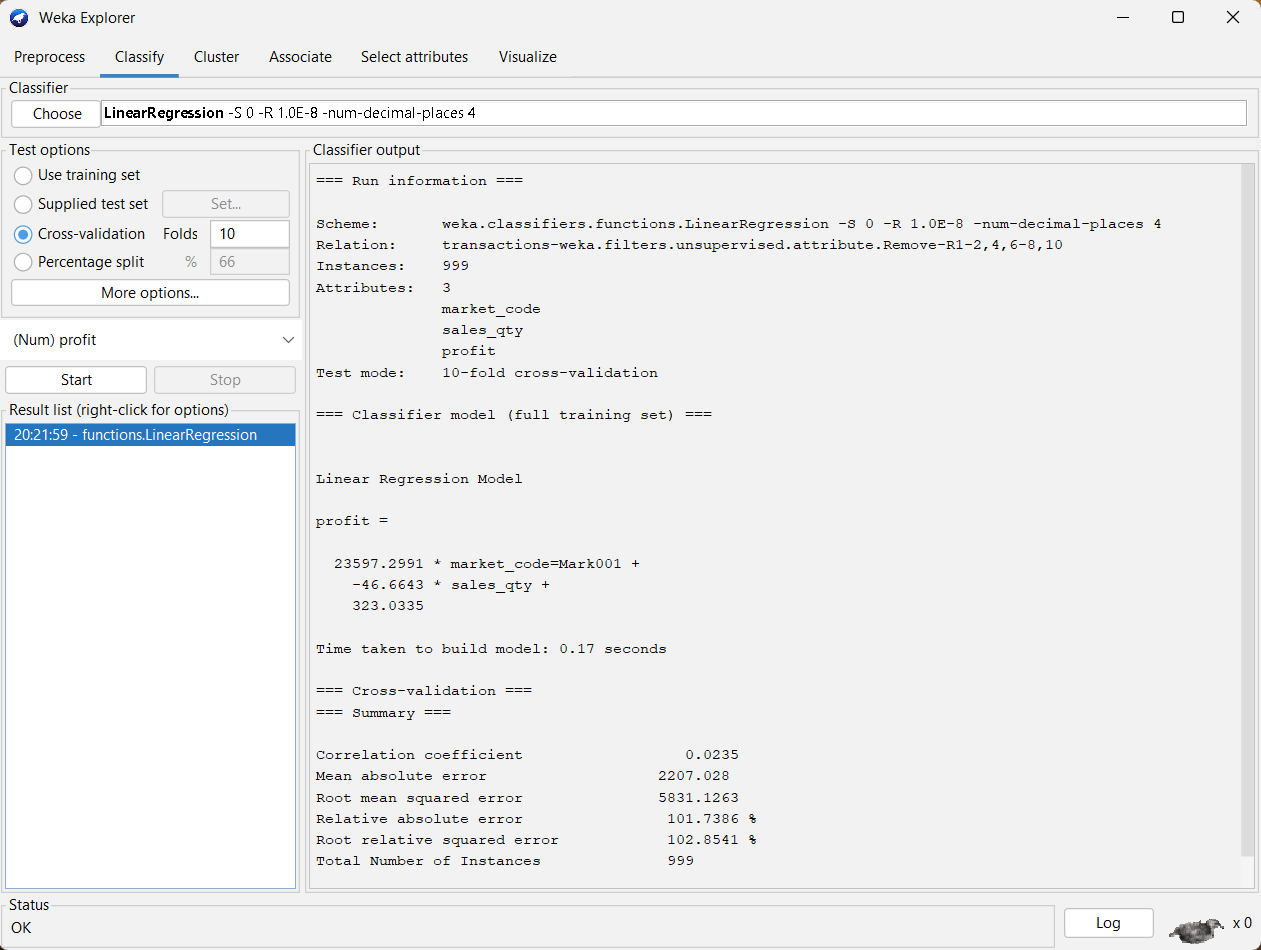 Weka Explorer
Preprocess Classify Cluster Associate Select attributes Visualize
Classifier
Choose LinearRegression -S 0 -R 1.0E-8 -num-decimal-places 4
Test options
Use training set
Supplied test set Set...
Cross-validation Folds 10
Percentage split % 66
More options...
(Num) profit
Start Stop
Result list (right-click for options)
20:21:59 - functions.LinearRegression
Classifier output
=== Run information ===
Scheme: weka.classifiers.functions.LinearRegression -S 0 -R 1.0E-8 -num-decimal-places 4
Relation: transactions-weka.filters.unsupervised.attribute.Remove-R1-2,4,6-8,10
Instances: 999
Attributes: 3
market_code
sales_qty
profit
Test mode: 10-fold cross-validation
=== Classifier model (full training set) ===
Linear Regression Model
profit =
23597.2991 * market_code=Mark001 +
-46.6643 * sales_qty +
323.0335
Time taken to build model: 0.17 seconds
=== Cross-validation ===
=== Summary ===
Correlation coefficient 0.0235
Mean absolute error 2207.028
Root mean squared error 5831.1263
Relative absolute error 101.7386 %
Root relative squared error 102.8541 %
Total Number of Instances 999
Status
OK
Log
x 0